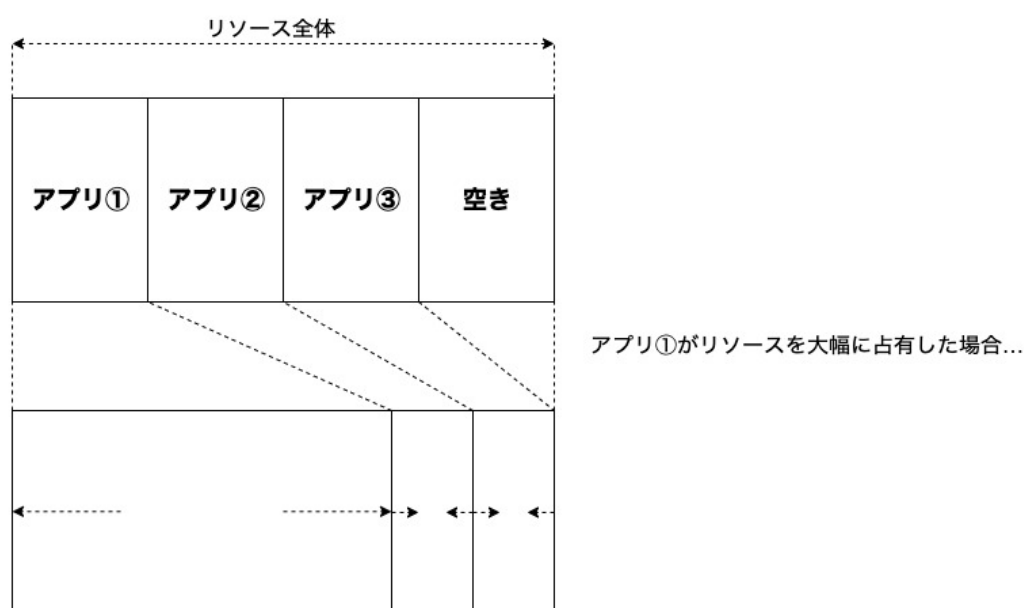 リソース全体
アプリ①
アプリ②
アプリ③
空き
アプリ①がリソースを大幅に占有した場合…